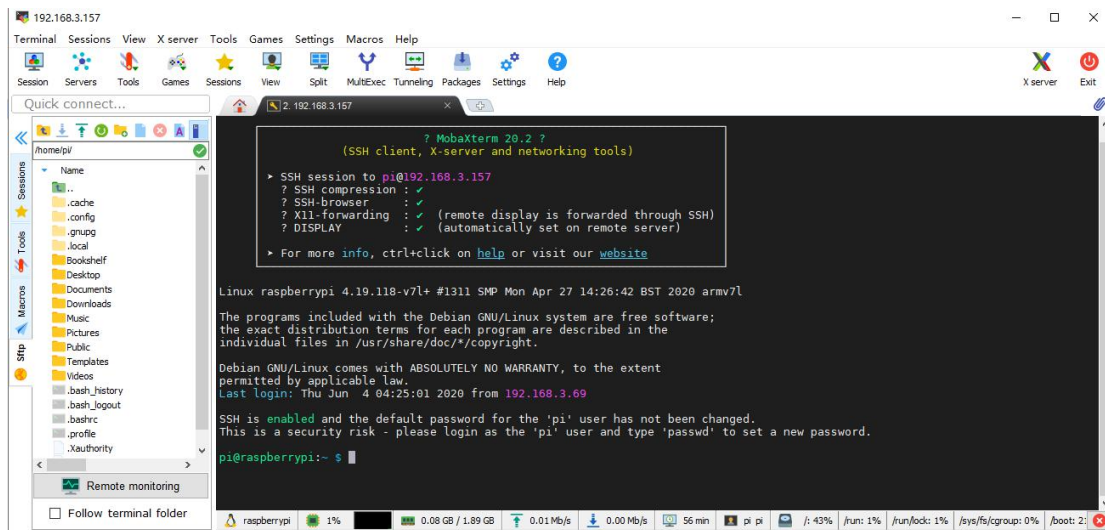 192.168.3.157
Terminal Sessions View X server Tools Games Settings Macros Help
Session Servers Tools Games Sessions View Split MultiExec Tunneling Packages Settings Help X server Exit
Quick connect...
2. 192.168.3.157
/home/pi/
Name
..
.cache
.config
.gnupg
.local
Bookshelf
Desktop
Documents
Downloads
Music
Pictures
Public
Templates
Videos
.bash_history
.bash_logout
.bashrc
.profile
.Xauthority
Sessions
Tools
Macros
Sftp
Remote monitoring
Follow terminal folder
? MobaXterm 20.2 ?
(SSH client, X-server and networking tools)
➤ SSH session to pi@192.168.3.157
? SSH compression : ✔
? SSH-browser : ✔
? X11-forwarding : ✔ (remote display is forwarded through SSH)
? DISPLAY : ✔ (automatically set on remote server)
➤ For more info, ctrl+click on help or visit our website
Linux raspberrypi 4.19.118-v7l+ #1311 SMP Mon Apr 27 14:26:42 BST 2020 armv7l
The programs included with the Debian GNU/Linux system are free software;
the exact distribution terms for each program are described in the
individual files in /usr/share/doc/*/copyright.
Debian GNU/Linux comes with ABSOLUTELY NO WARRANTY, to the extent
permitted by applicable law.
Last login: Thu Jun  4 04:25:01 2020 from 192.168.3.69
SSH is enabled and the default password for the 'pi' user has not been changed.
This is a security risk - please login as the 'pi' user and type 'passwd' to set a new password.
pi@raspberrypi:~ $
raspberrypi 1% 0.08 GB / 1.89 GB 0.01 Mb/s 0.00 Mb/s 56 min pi pi /: 43% /run: 1% /run/lock: 1% /sys/fs/cgroup: 0% /boot: 2